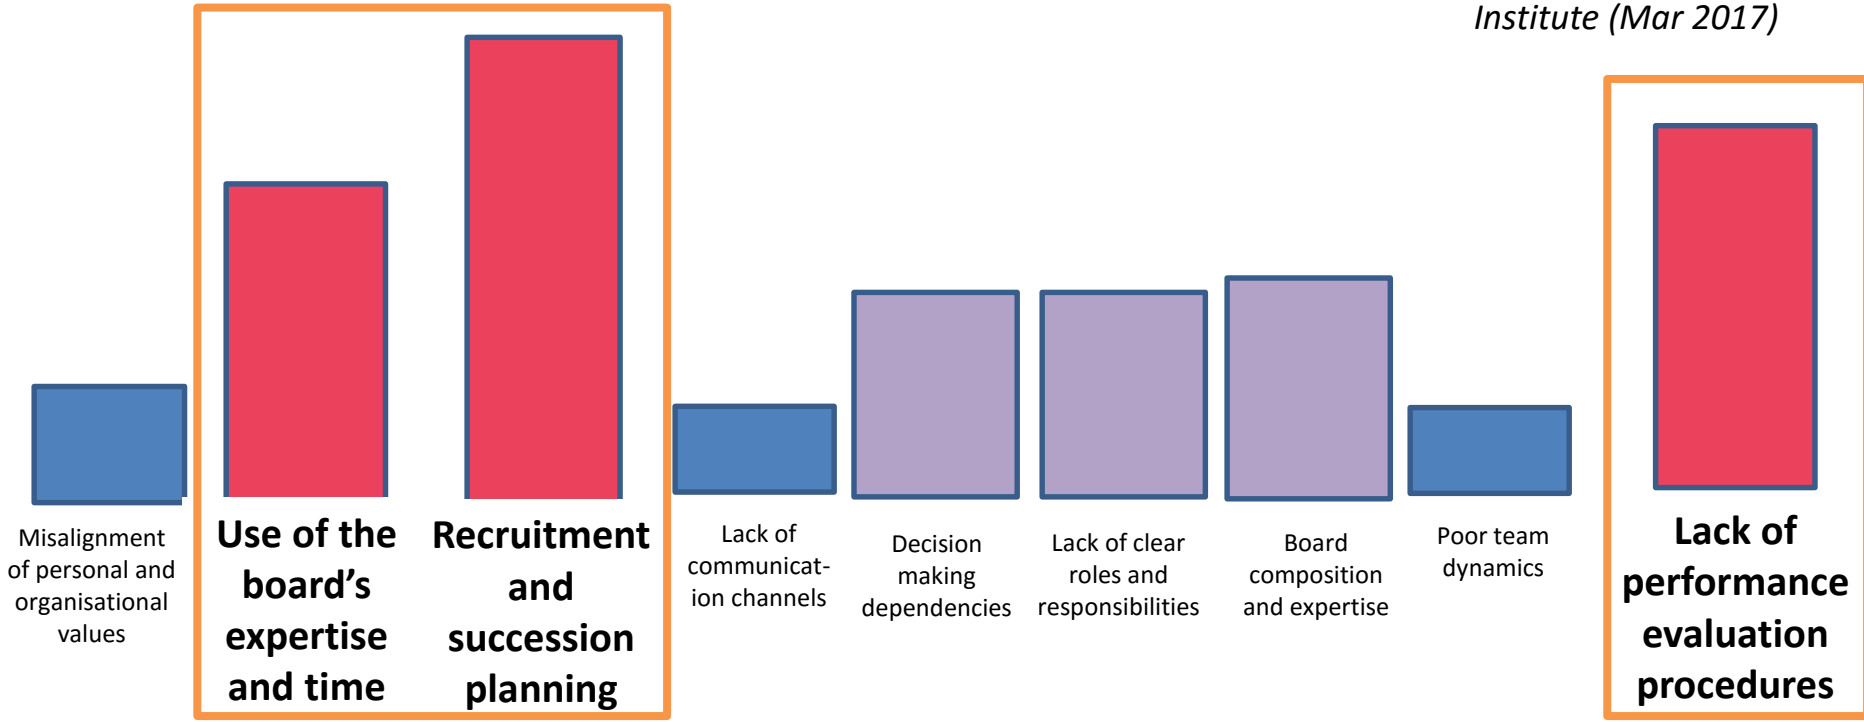 Institute (Mar 2017)
Misalignment
of personal and
organisational
values
Use of the
board’s
expertise
and time
Recruitment
and
succession
planning
Lack of
communicat-
ion channels
Decision
making
dependencies
Lack of clear
roles and
responsibilities
Board
composition
and expertise
Poor team
dynamics
Lack of
performance
evaluation
procedures